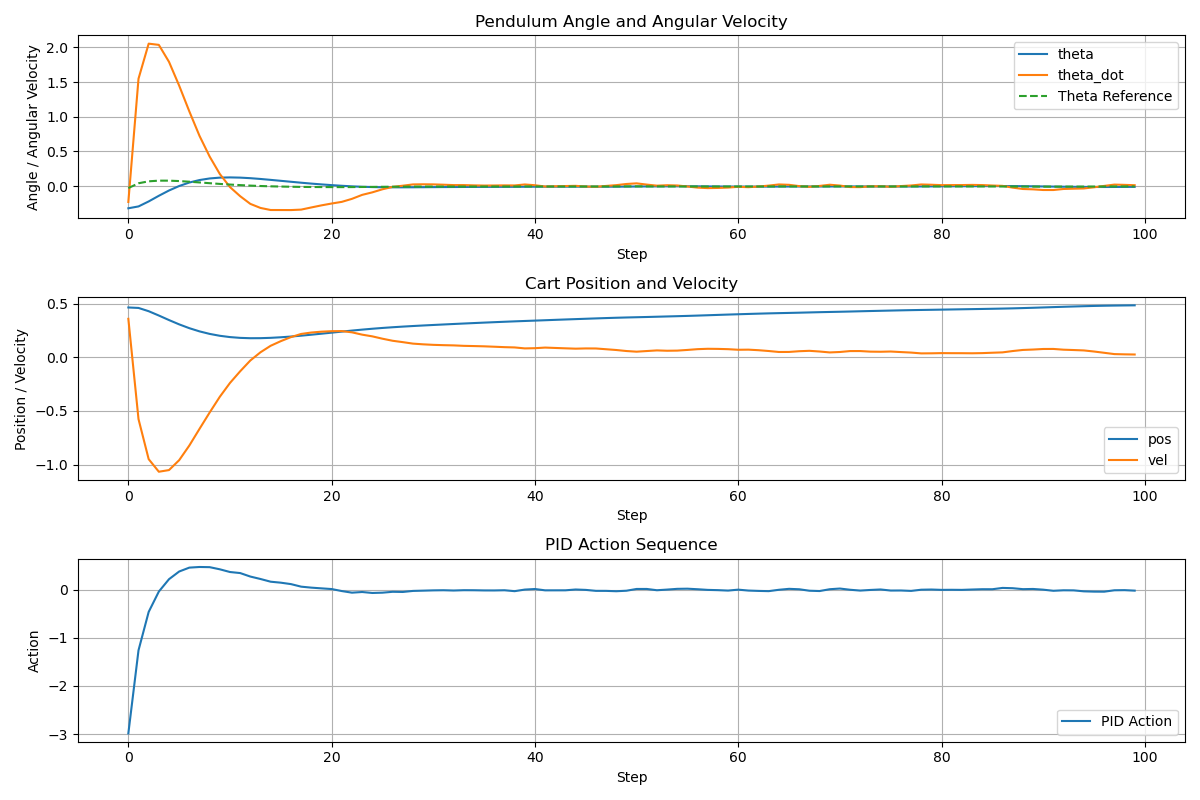 Pendulum Angle and Angular Velocity
Angle / Angular Velocity
2.0
1.5
1.0
0.5
0.0
theta
theta_dot
Theta Reference
0 20 40 60 80 100
Step
Cart Position and Velocity
Position / Velocity
0.5
0.0
−0.5
−1.0
pos
vel
0 20 40 60 80 100
Step
PID Action Sequence
Action
0
−1
−2
−3
PID Action
0 20 40 60 80 100
Step